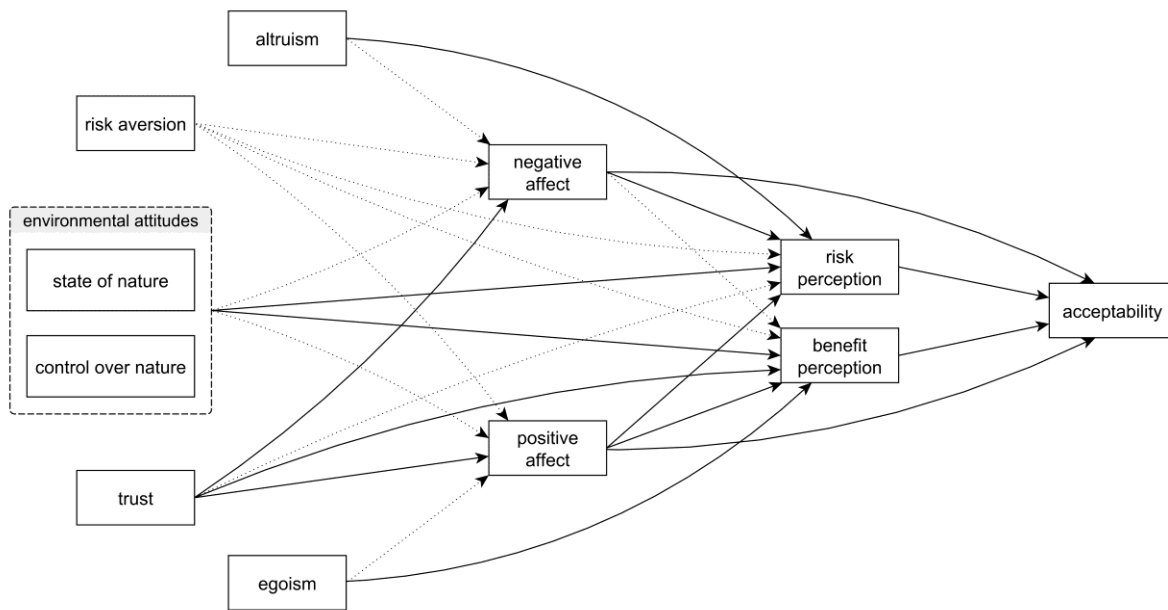 altruism
risk aversion
negative
affect
environmental attitudes
state of nature
control over nature
risk
perception
acceptability
benefit
perception
positive
affect
trust
egoism